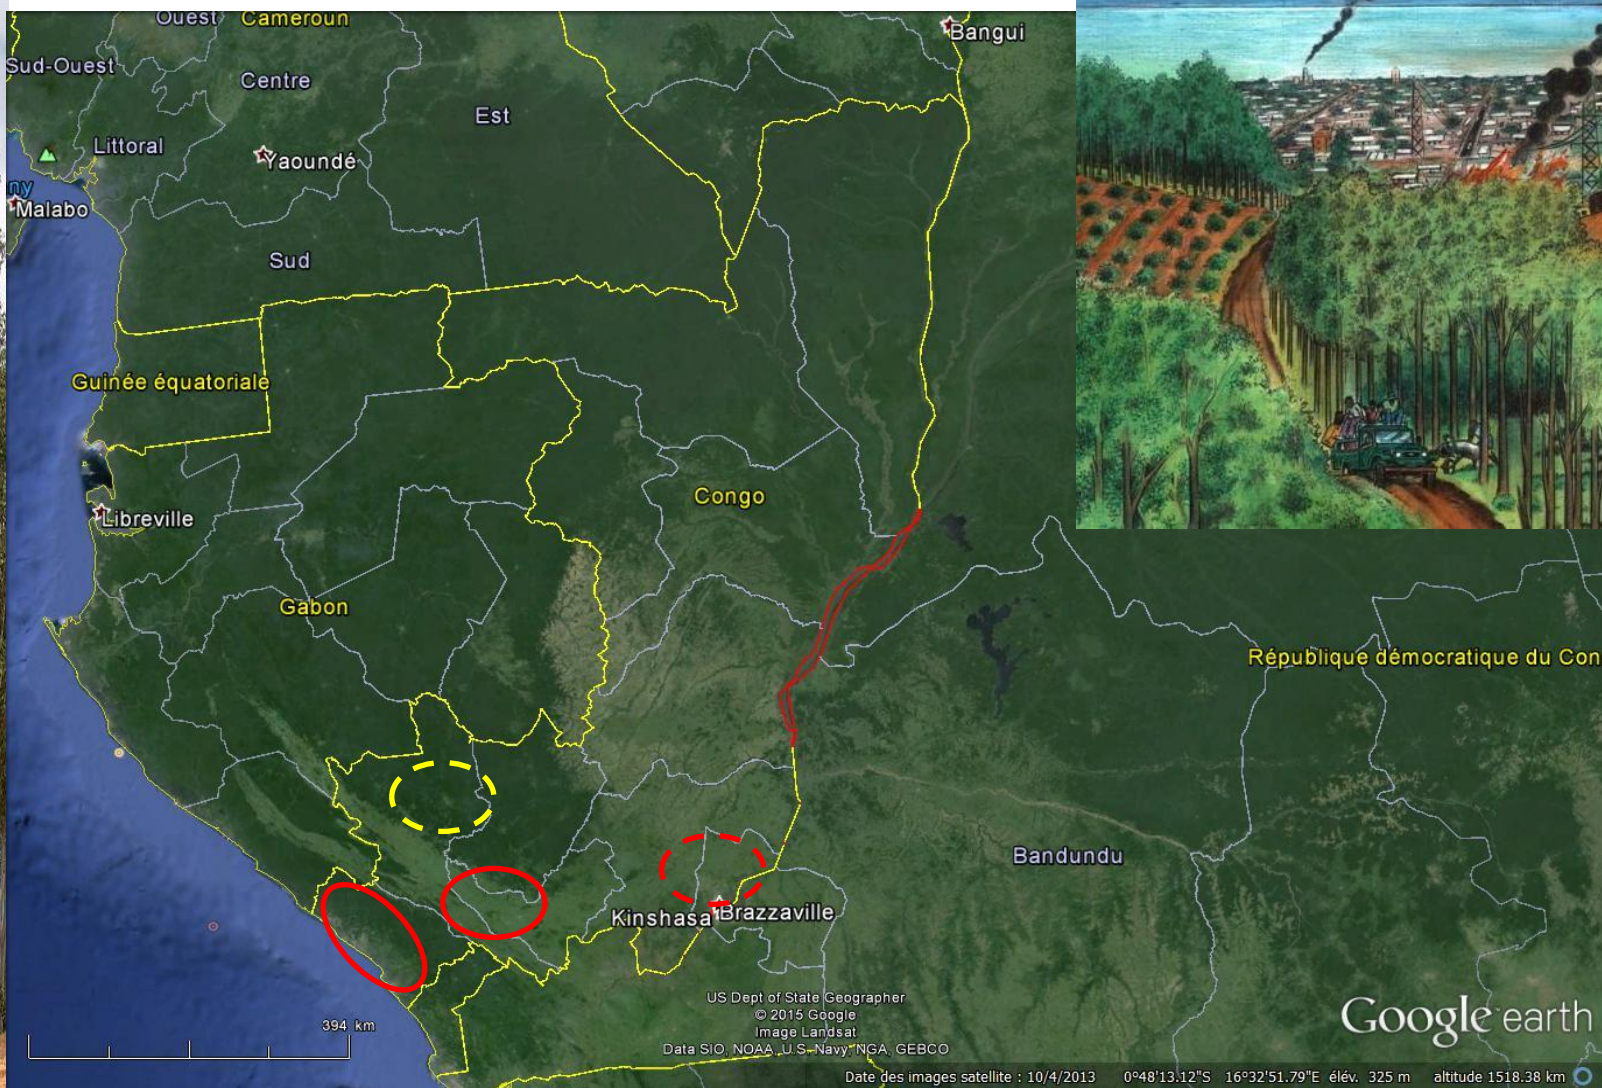 Ouest
Cameroun
Bangui
Sud-Ouest
Centre
Est
Littoral
Yaoundé
ny
Malabo
Sud
Guinée équatoriale
Congo
Libreville
Gabon
République démocratique du Con
Bandundu
Kinshasa
Brazzaville
US Dept of State Geographer
© 2015 Google
Image Landsat
Data SIO, NOAA, U.S. Navy, NGA, GEBCO
394 km
Google earth
Date des images satellite : 10/4/2013 0°48'13.12"S 16°32'51.79"E élév. 325 m altitude 1518.38 km